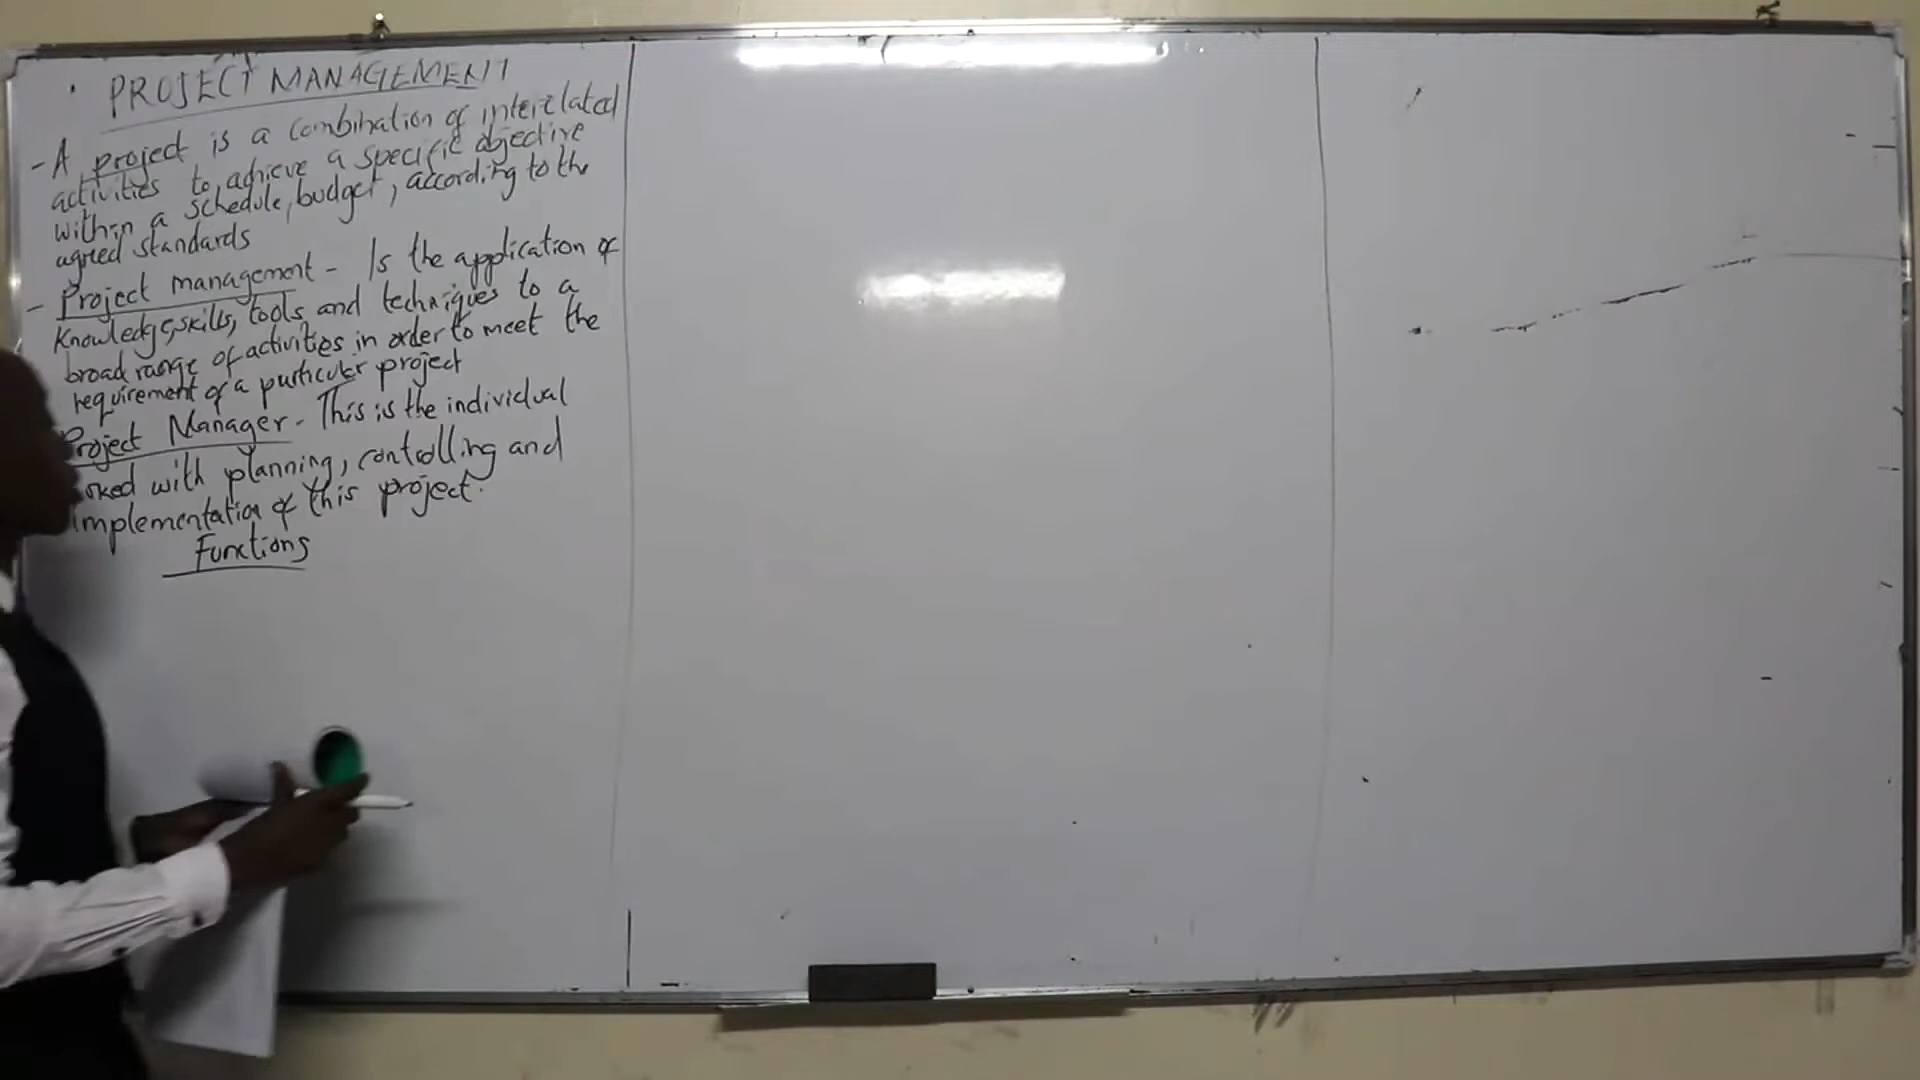 PROJECT MANAGEMENT
- A project is a combination of interelated
activities to achieve a specific objective
within a schedule, budget, according to the
agreed standards
- Project management - Is the application of
Knowledge, skills, tools and techniques to a
broad range of activities in order to meet the
requirement of a particular project
Project Manager - This is the individual
with planning, controlling and
implementation of this project.
Functions